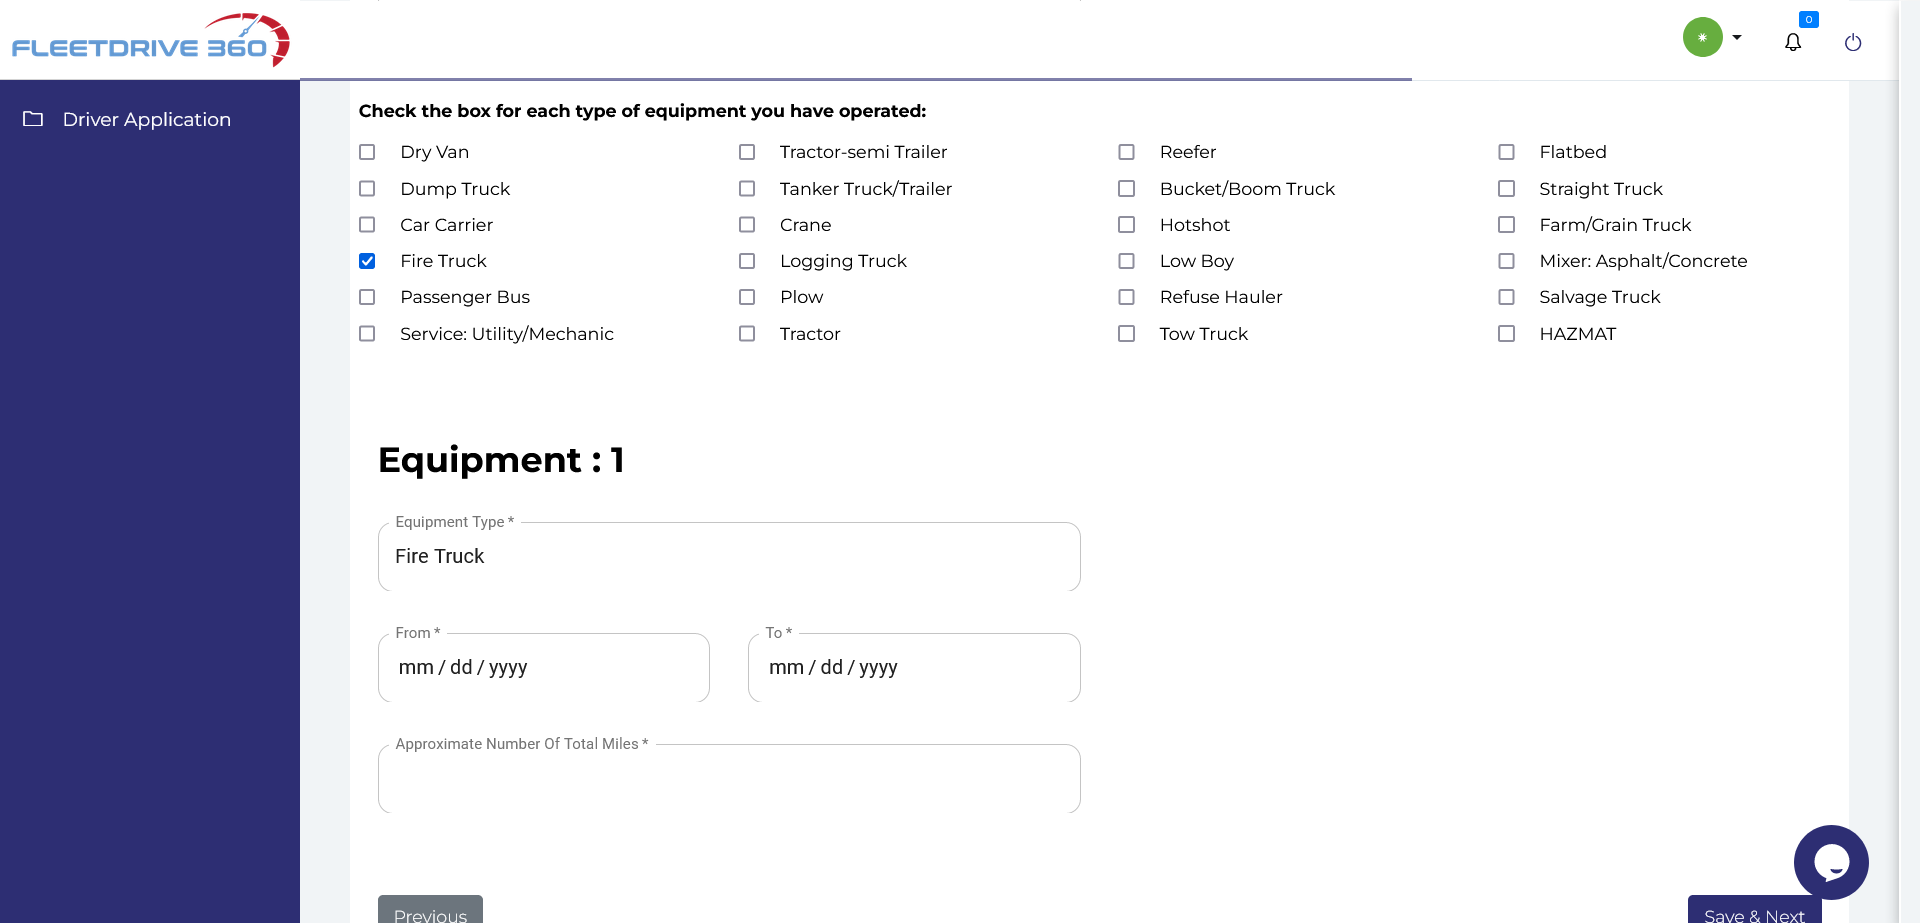 FLEETDRIVE 360
0
Driver Application
Check the box for each type of equipment you have operated:
Dry Van
Tractor-semi Trailer
Reefer
Flatbed
Dump Truck
Tanker Truck/Trailer
Bucket/Boom Truck
Straight Truck
Car Carrier
Crane
Hotshot
Farm/Grain Truck
Fire Truck
Logging Truck
Low Boy
Mixer: Asphalt/Concrete
Passenger Bus
Plow
Refuse Hauler
Salvage Truck
Service: Utility/Mechanic
Tractor
Tow Truck
HAZMAT
Equipment : 1
Equipment Type *
Fire Truck
From *
To *
mm / dd / yyyy
mm / dd / yyyy
Approximate Number Of Total Miles *
Previous
Save & Next